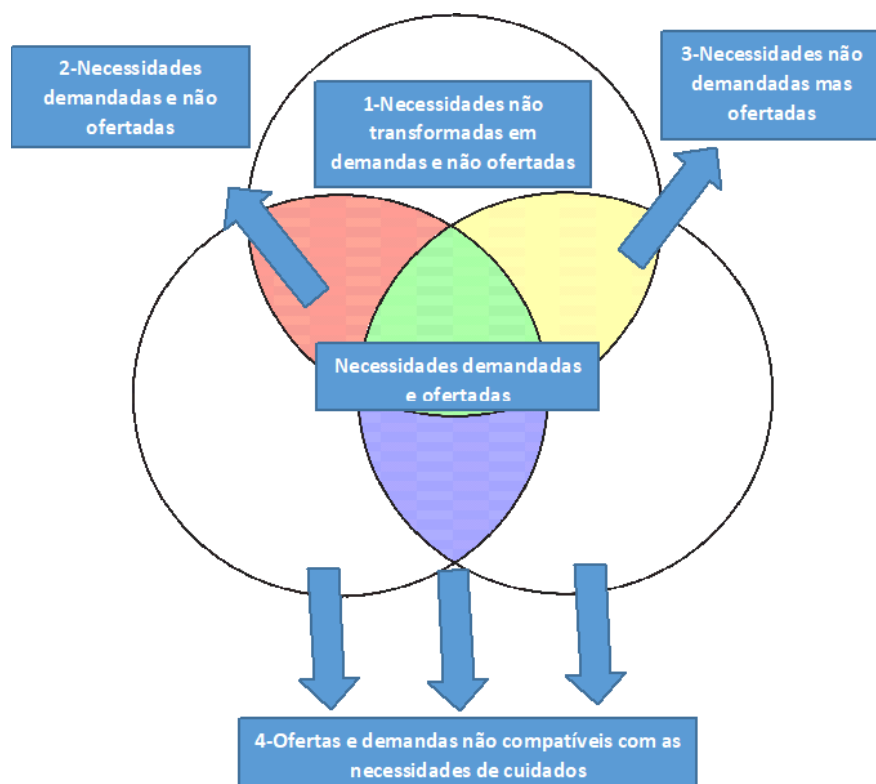 2-Necessidades
demandadas e não
ofertadas
1-Necessidades não
transformadas em
demandas e não ofertadas
3-Necessidades não
demandadas mas
ofertadas
Necessidades demandadas
e ofertadas
4-Ofertas e demandas não compatíveis com as
necessidades de cuidados